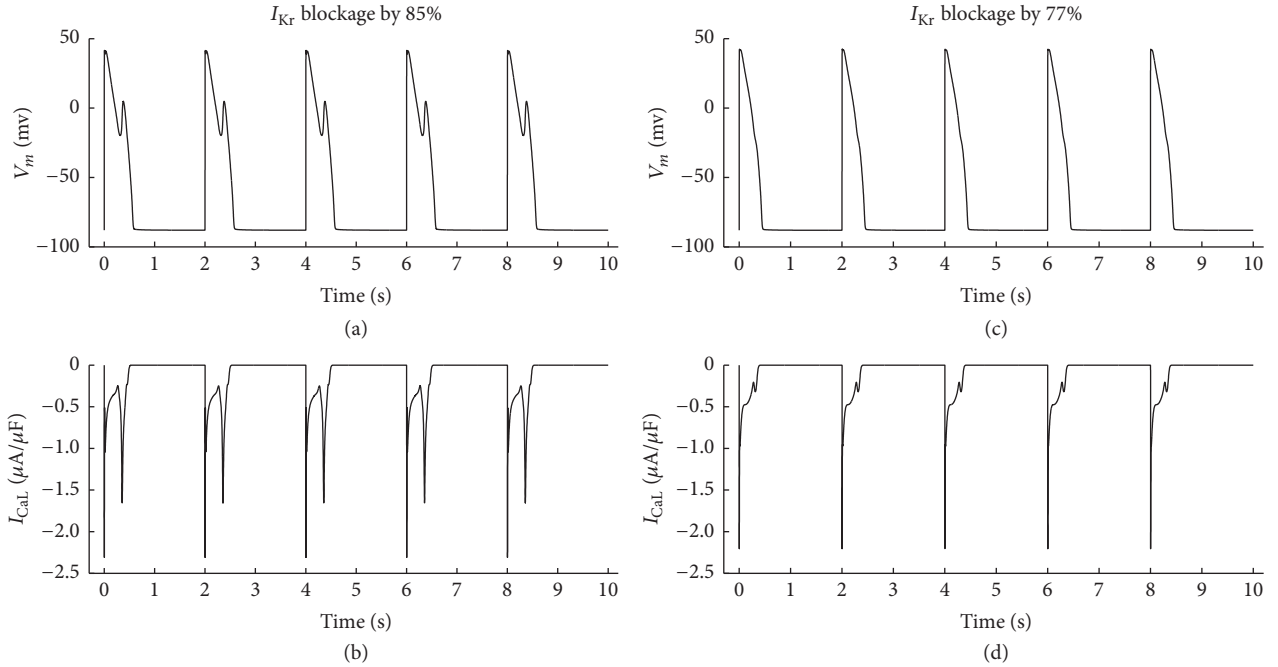 I_Kr blockage by 85%
50
0
−50
−100
V_m (mv)
0 1 2 3 4 5 6 7 8 9 10
Time (s)
(a)
0
−0.5
−1.0
−1.5
−2.0
−2.5
I_CaL (μA/μF)
0 1 2 3 4 5 6 7 8 9 10
Time (s)
(b)
I_Kr blockage by 77%
50
0
−50
−100
V_m (mv)
0 1 2 3 4 5 6 7 8 9 10
Time (s)
(c)
0
−0.5
−1.0
−1.5
−2.0
−2.5
I_CaL (μA/μF)
0 1 2 3 4 5 6 7 8 9 10
Time (s)
(d)